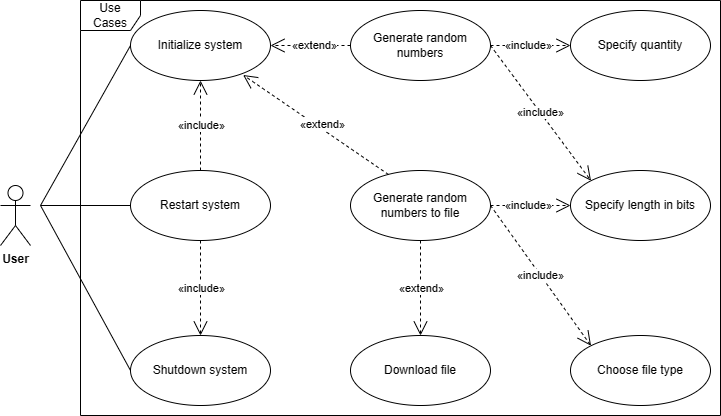 Use
Cases
Initialize system
«extend»
Generate random
numbers
«include»
Specify quantity
«include»
«include»
«extend»
Restart system
Generate random
numbers to file
«include»
Specify length in bits
User
«include»
«extend»
«include»
Shutdown system
Download file
Choose file type